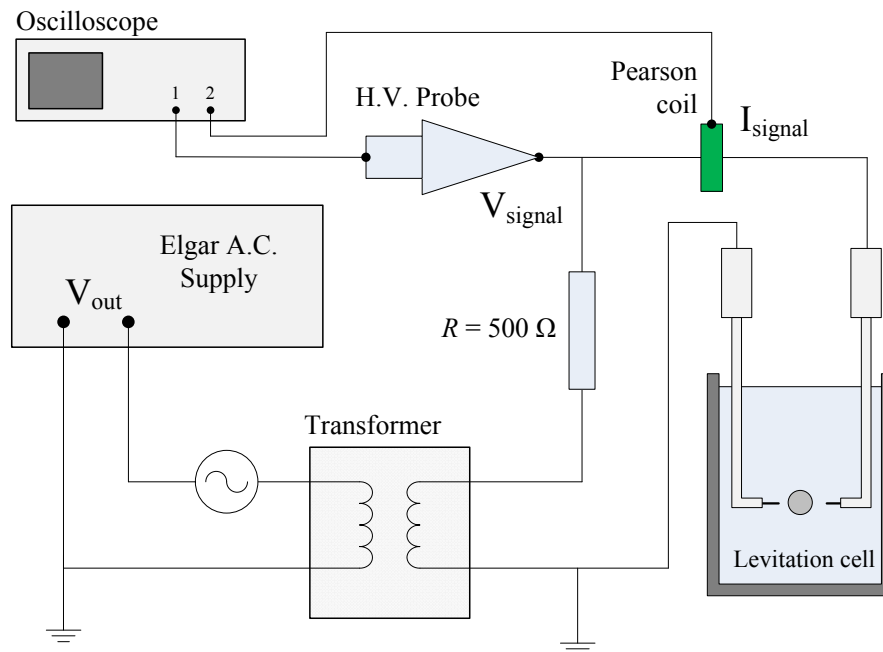 Oscilloscope
1 2
H.V. Probe
Pearson
coil
I_signal
V_signal
Elgar A.C.
Supply
V_out
R = 500 Ω
Transformer
Levitation cell